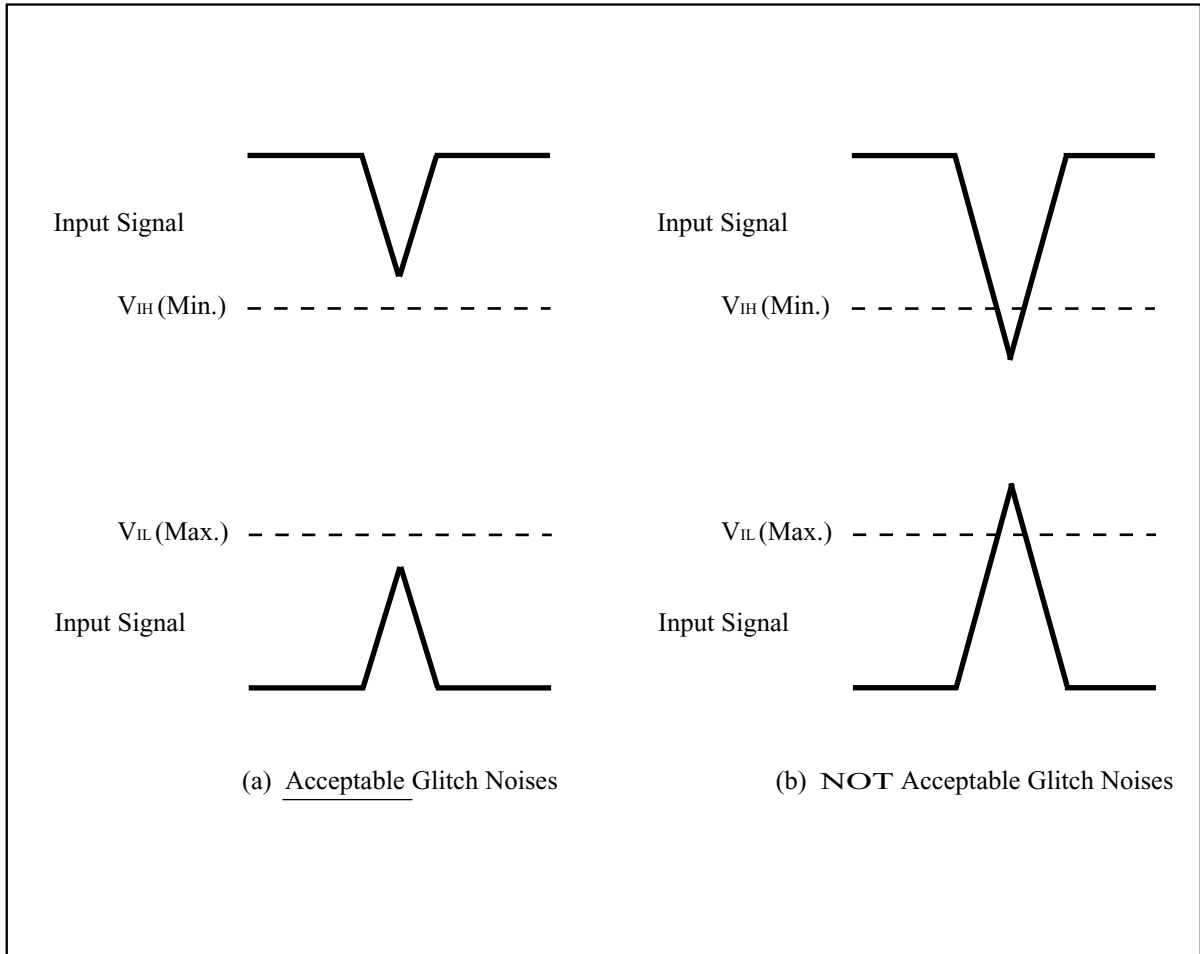 Input Signal
VIH (Min.)
VIL (Max.)
Input Signal
(a) Acceptable Glitch Noises
Input Signal
VIH (Min.)
VIL (Max.)
Input Signal
(b) NOT Acceptable Glitch Noises